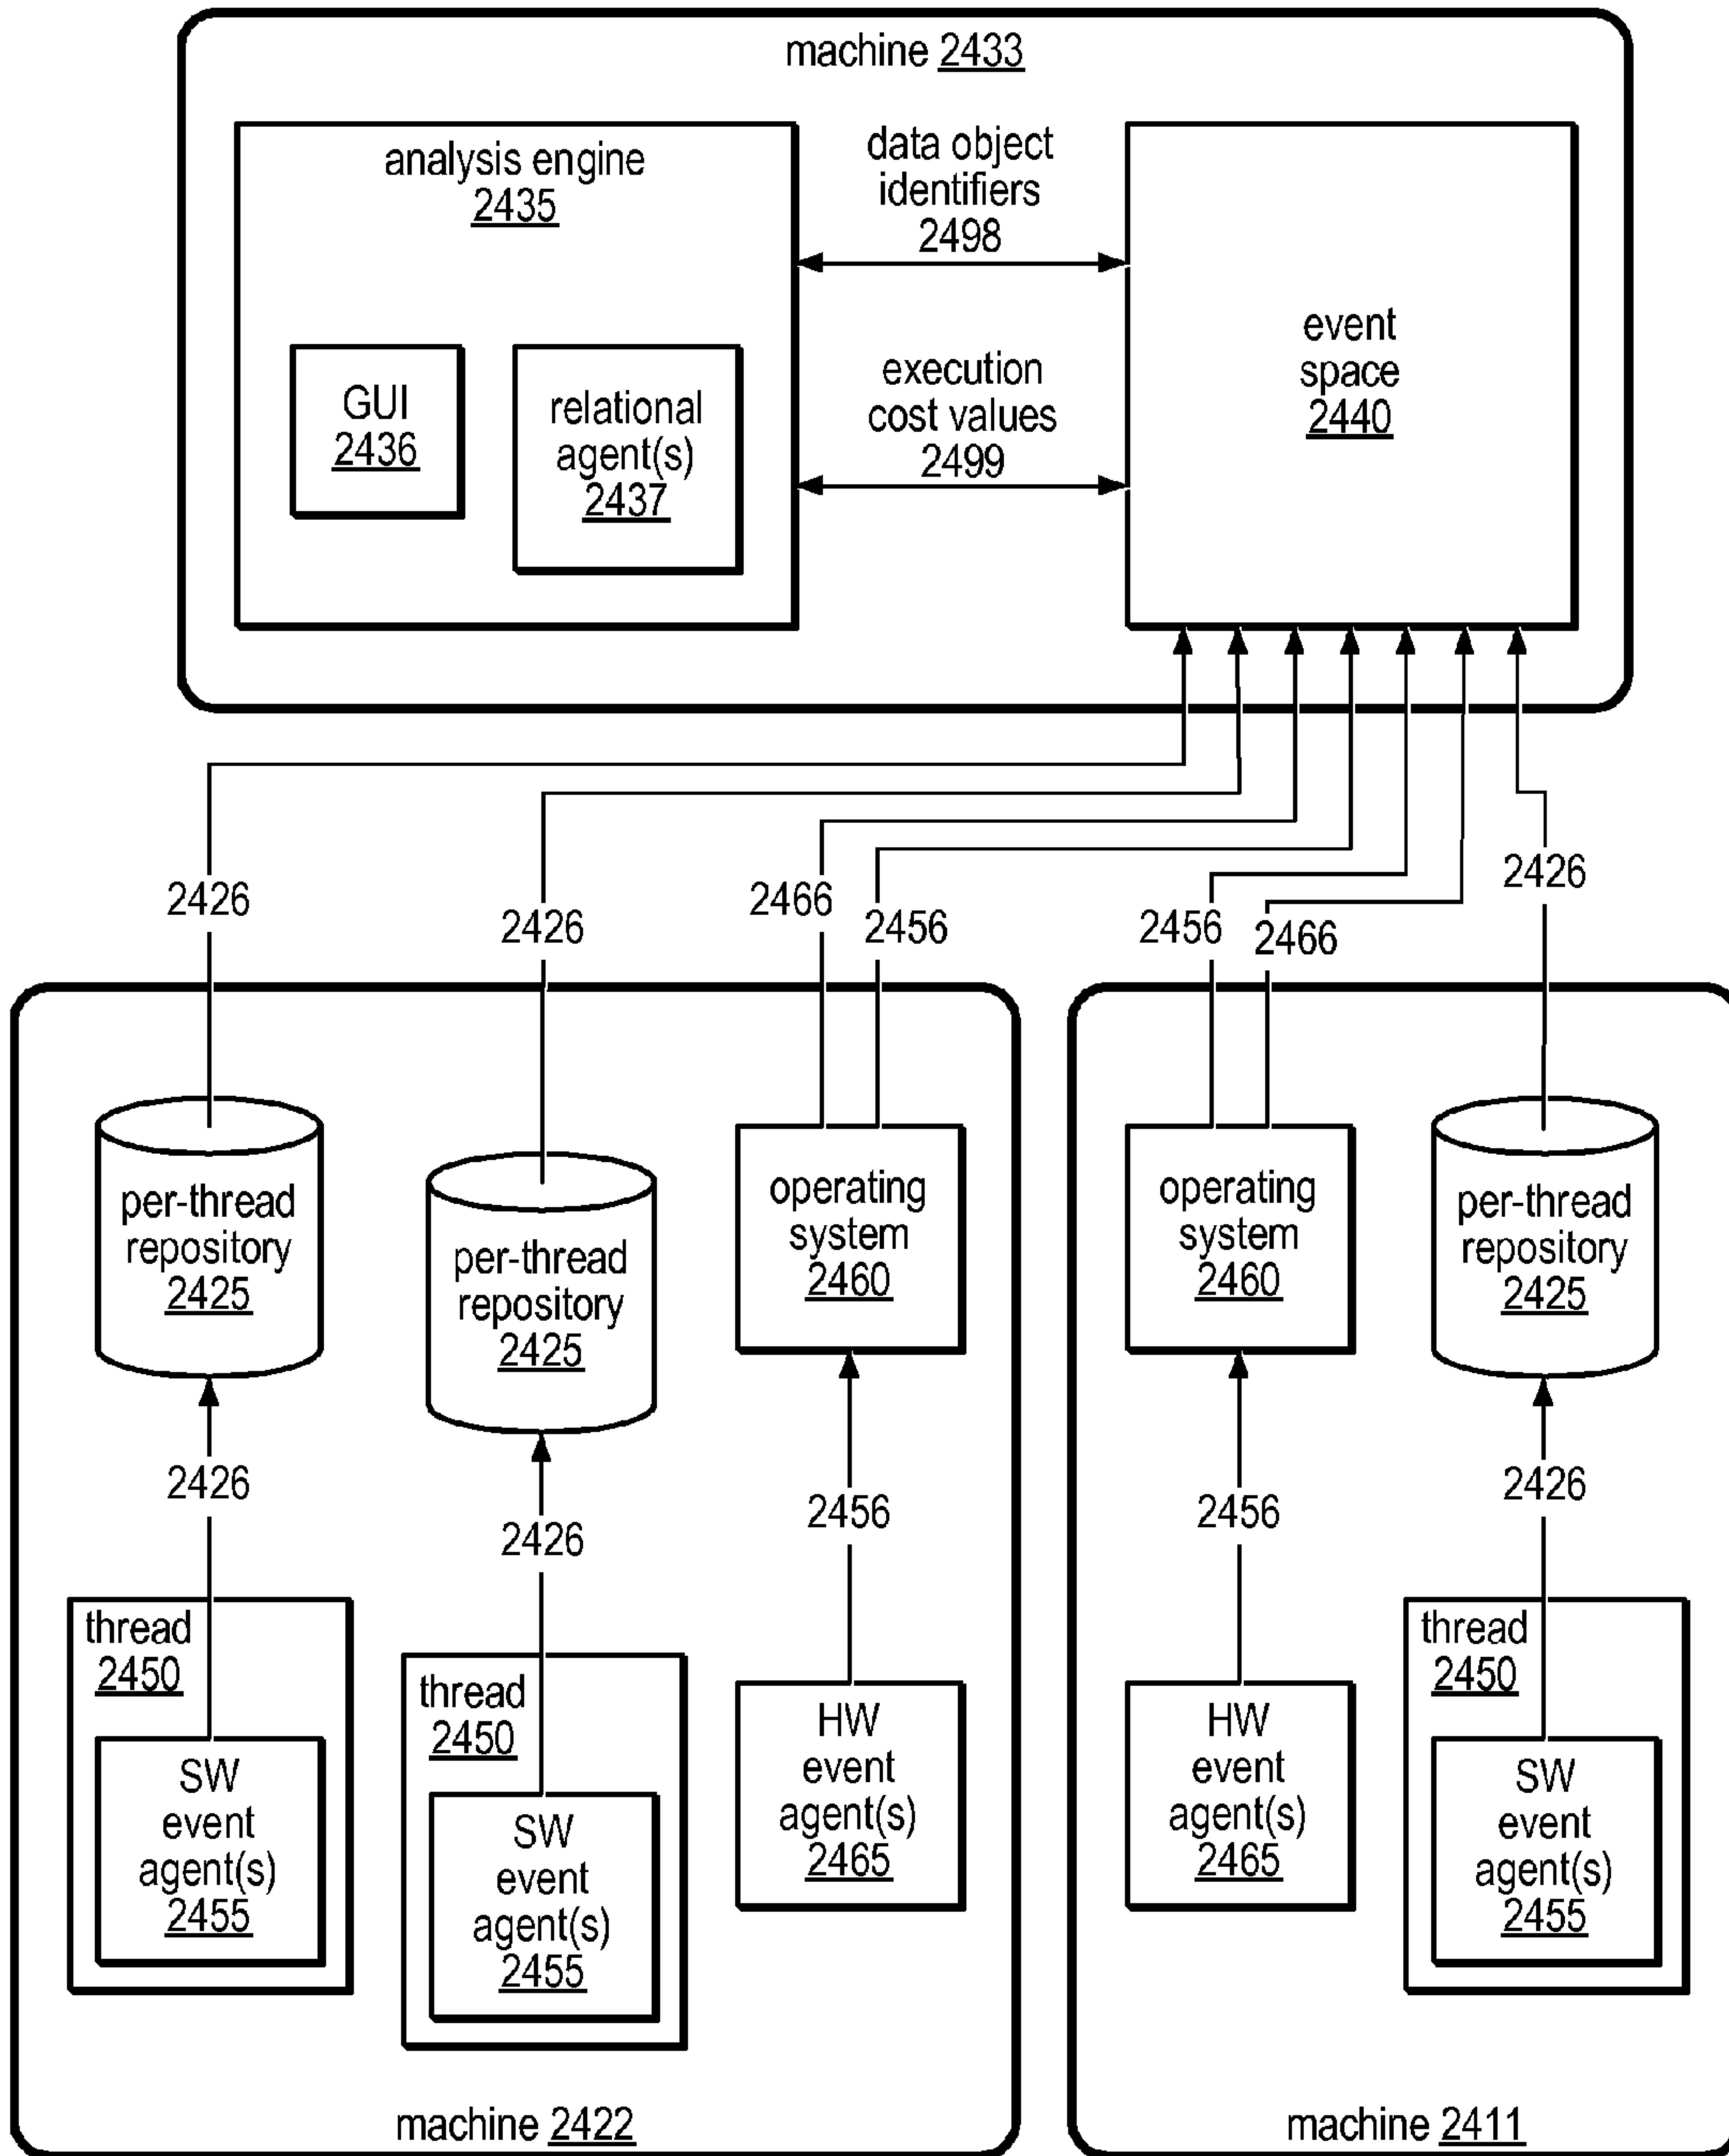 machine 2433
analysis engine
2435
data object
identifiers
2498
GUI
2436
relational
agent(s)
2437
execution
cost values
2499
event
space
2440
2426
2426
2466
2456
2456
2466
2426
per-thread
repository
2425
per-thread
repository
2425
operating
system
2460
operating
system
2460
per-thread
repository
2425
2426
2426
2456
2456
2426
thread
2450
SW
event
agent(s)
2455
thread
2450
SW
event
agent(s)
2455
HW
event
agent(s)
2465
HW
event
agent(s)
2465
thread
2450
SW
event
agent(s)
2455
machine 2422
machine 2411